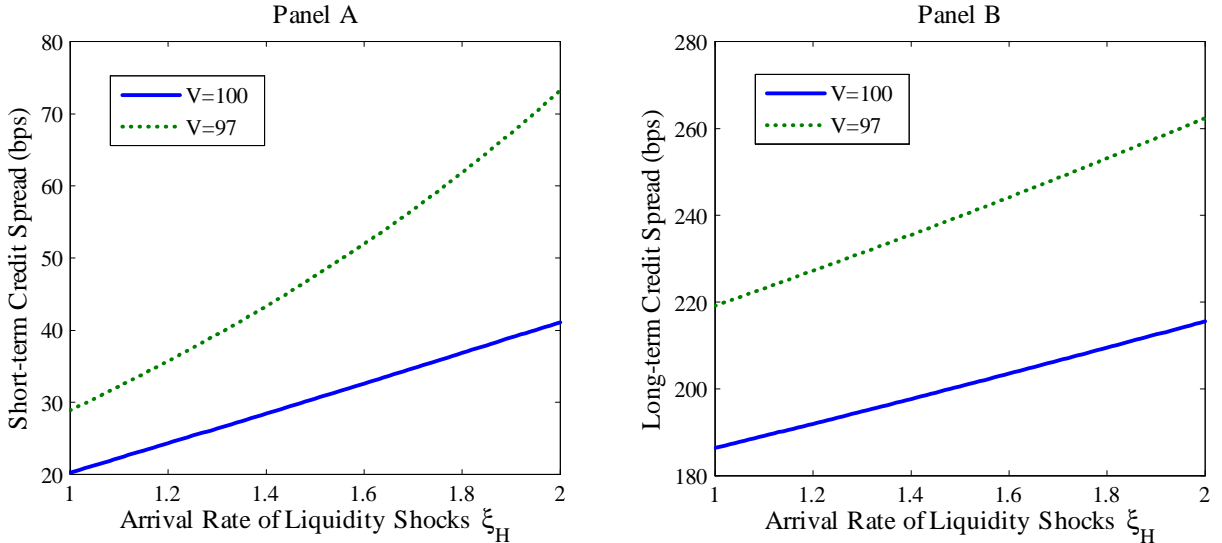 Panel A
Short-term Credit Spread (bps)
80
70
60
50
40
30
20
V=100
V=97
1
1.2
1.4
1.6
1.8
2
Arrival Rate of Liquidity Shocks ξ_H
Panel B
Long-term Credit Spread (bps)
280
260
240
220
200
180
V=100
V=97
1
1.2
1.4
1.6
1.8
2
Arrival Rate of Liquidity Shocks ξ_H